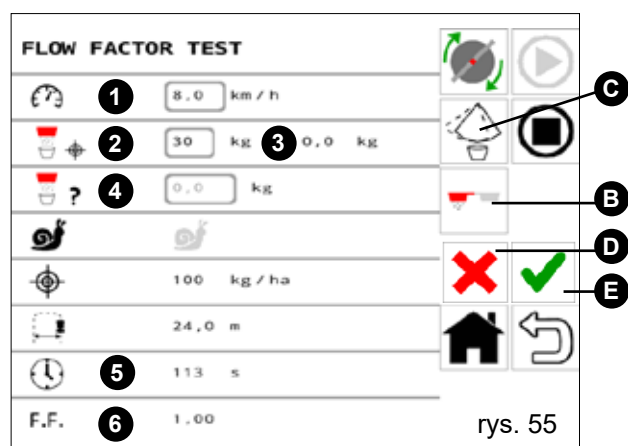 FLOW FACTOR TEST
1 8.0 km/h
2 30 kg 3 0,0 kg
? 4 0,0 kg
100 kg/ha
24,0 m
5 113 s
F.F. 6 1.00
C
B
D
E
rys. 55